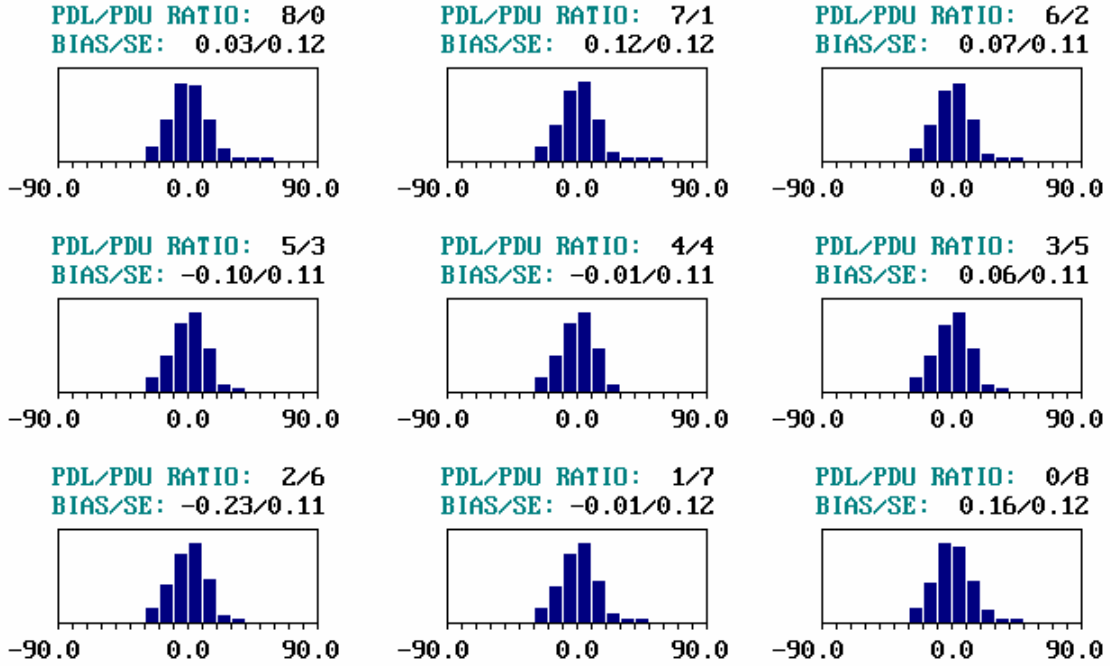 PDL/PDU RATIO: 8/0
BIAS/SE: 0.03/0.12
-90.0 0.0 90.0
PDL/PDU RATIO: 7/1
BIAS/SE: 0.12/0.12
-90.0 0.0 90.0
PDL/PDU RATIO: 6/2
BIAS/SE: 0.07/0.11
-90.0 0.0 90.0
PDL/PDU RATIO: 5/3
BIAS/SE: -0.10/0.11
-90.0 0.0 90.0
PDL/PDU RATIO: 4/4
BIAS/SE: -0.01/0.11
-90.0 0.0 90.0
PDL/PDU RATIO: 3/5
BIAS/SE: 0.06/0.11
-90.0 0.0 90.0
PDL/PDU RATIO: 2/6
BIAS/SE: -0.23/0.11
-90.0 0.0 90.0
PDL/PDU RATIO: 1/7
BIAS/SE: -0.01/0.12
-90.0 0.0 90.0
PDL/PDU RATIO: 0/8
BIAS/SE: 0.16/0.12
-90.0 0.0 90.0